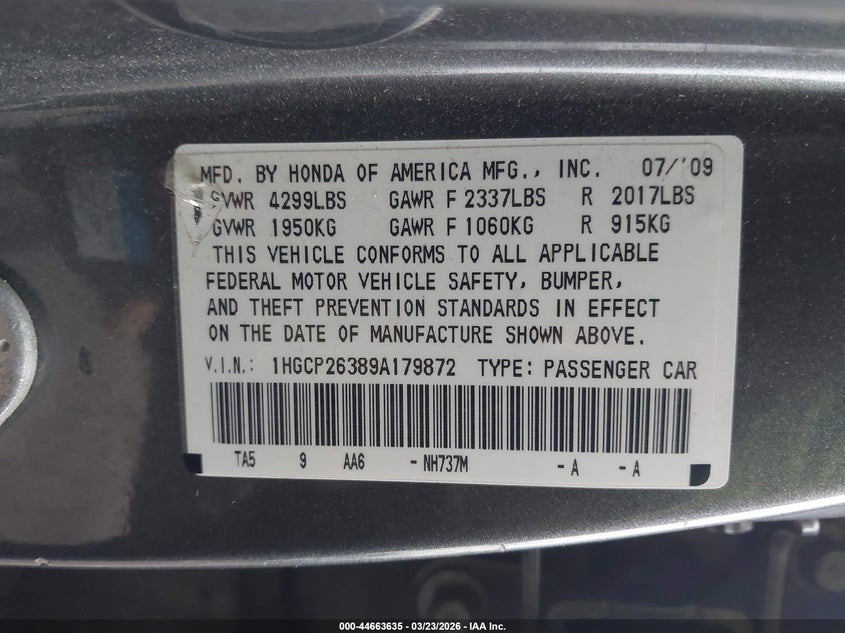 MFD. BY HONDA OF AMERICA MFG., INC. 07/'09
GVWR 4299LBS GAWR F 2337LBS R 2017LBS
GVWR 1950KG GAWR F 1060KG R 915KG
THIS VEHICLE CONFORMS TO ALL APPLICABLE
FEDERAL MOTOR VEHICLE SAFETY, BUMPER,
AND THEFT PREVENTION STANDARDS IN EFFECT
ON THE DATE OF MANUFACTURE SHOWN ABOVE.
V.I.N.: 1HGCP26389A179872 TYPE: PASSENGER CAR
TA5 9 AA6 -NH737M -A -A
000-44663635 - 03/23/2026 - IAA Inc.